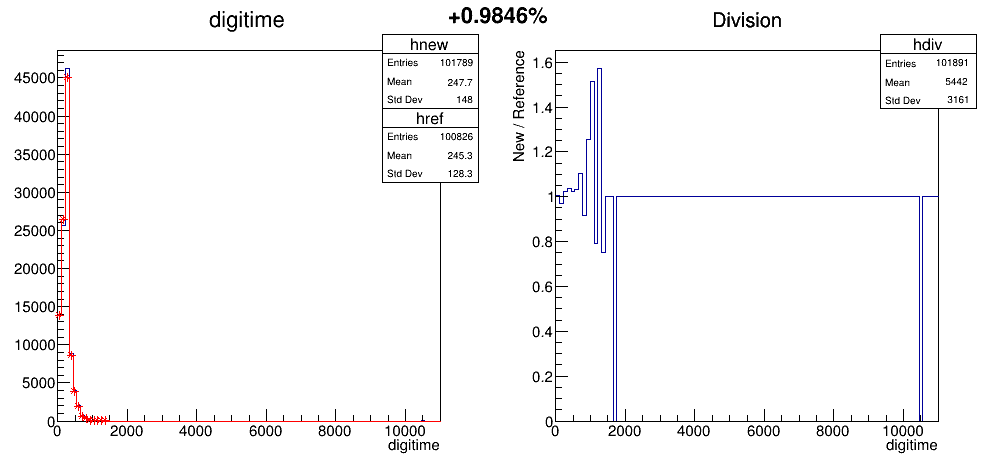 +0.9846%
digitime
hnew
Entries 101789
Mean 247.7
Std Dev 148
href
Entries 100826
Mean 245.3
Std Dev 128.3
45000
40000
35000
30000
25000
20000
15000
10000
5000
0
0 2000 4000 6000 8000 10000
digitime
Division
hdiv
Entries 101891
Mean 5442
Std Dev 3161
New / Reference
1.6
1.4
1.2
1
0.8
0.6
0.4
0.2
0
0 2000 4000 6000 8000 10000
digitime